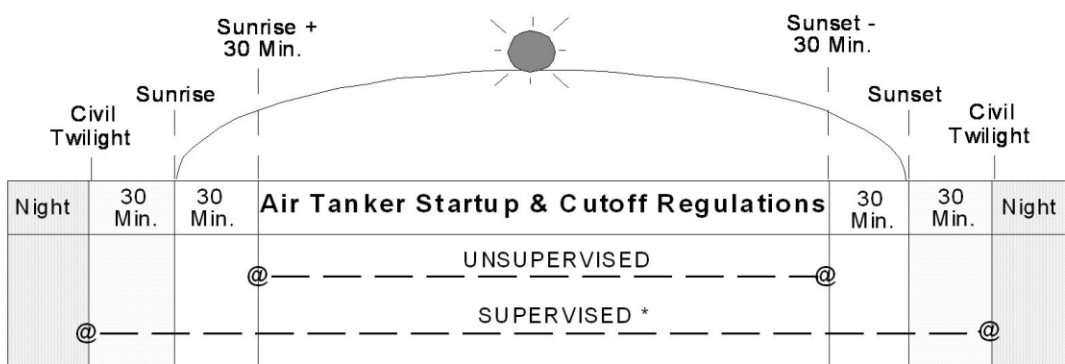 Sunrise +
30 Min.
Sunset -
30 Min.
Sunrise
Sunset
Civil
Twilight
Civil
Twilight
Night
30
Min.
30
Min.
Air Tanker Startup & Cutoff Regulations
30
Min.
30
Min.
Night
@ UNSUPERVISED @
@ SUPERVISED * @